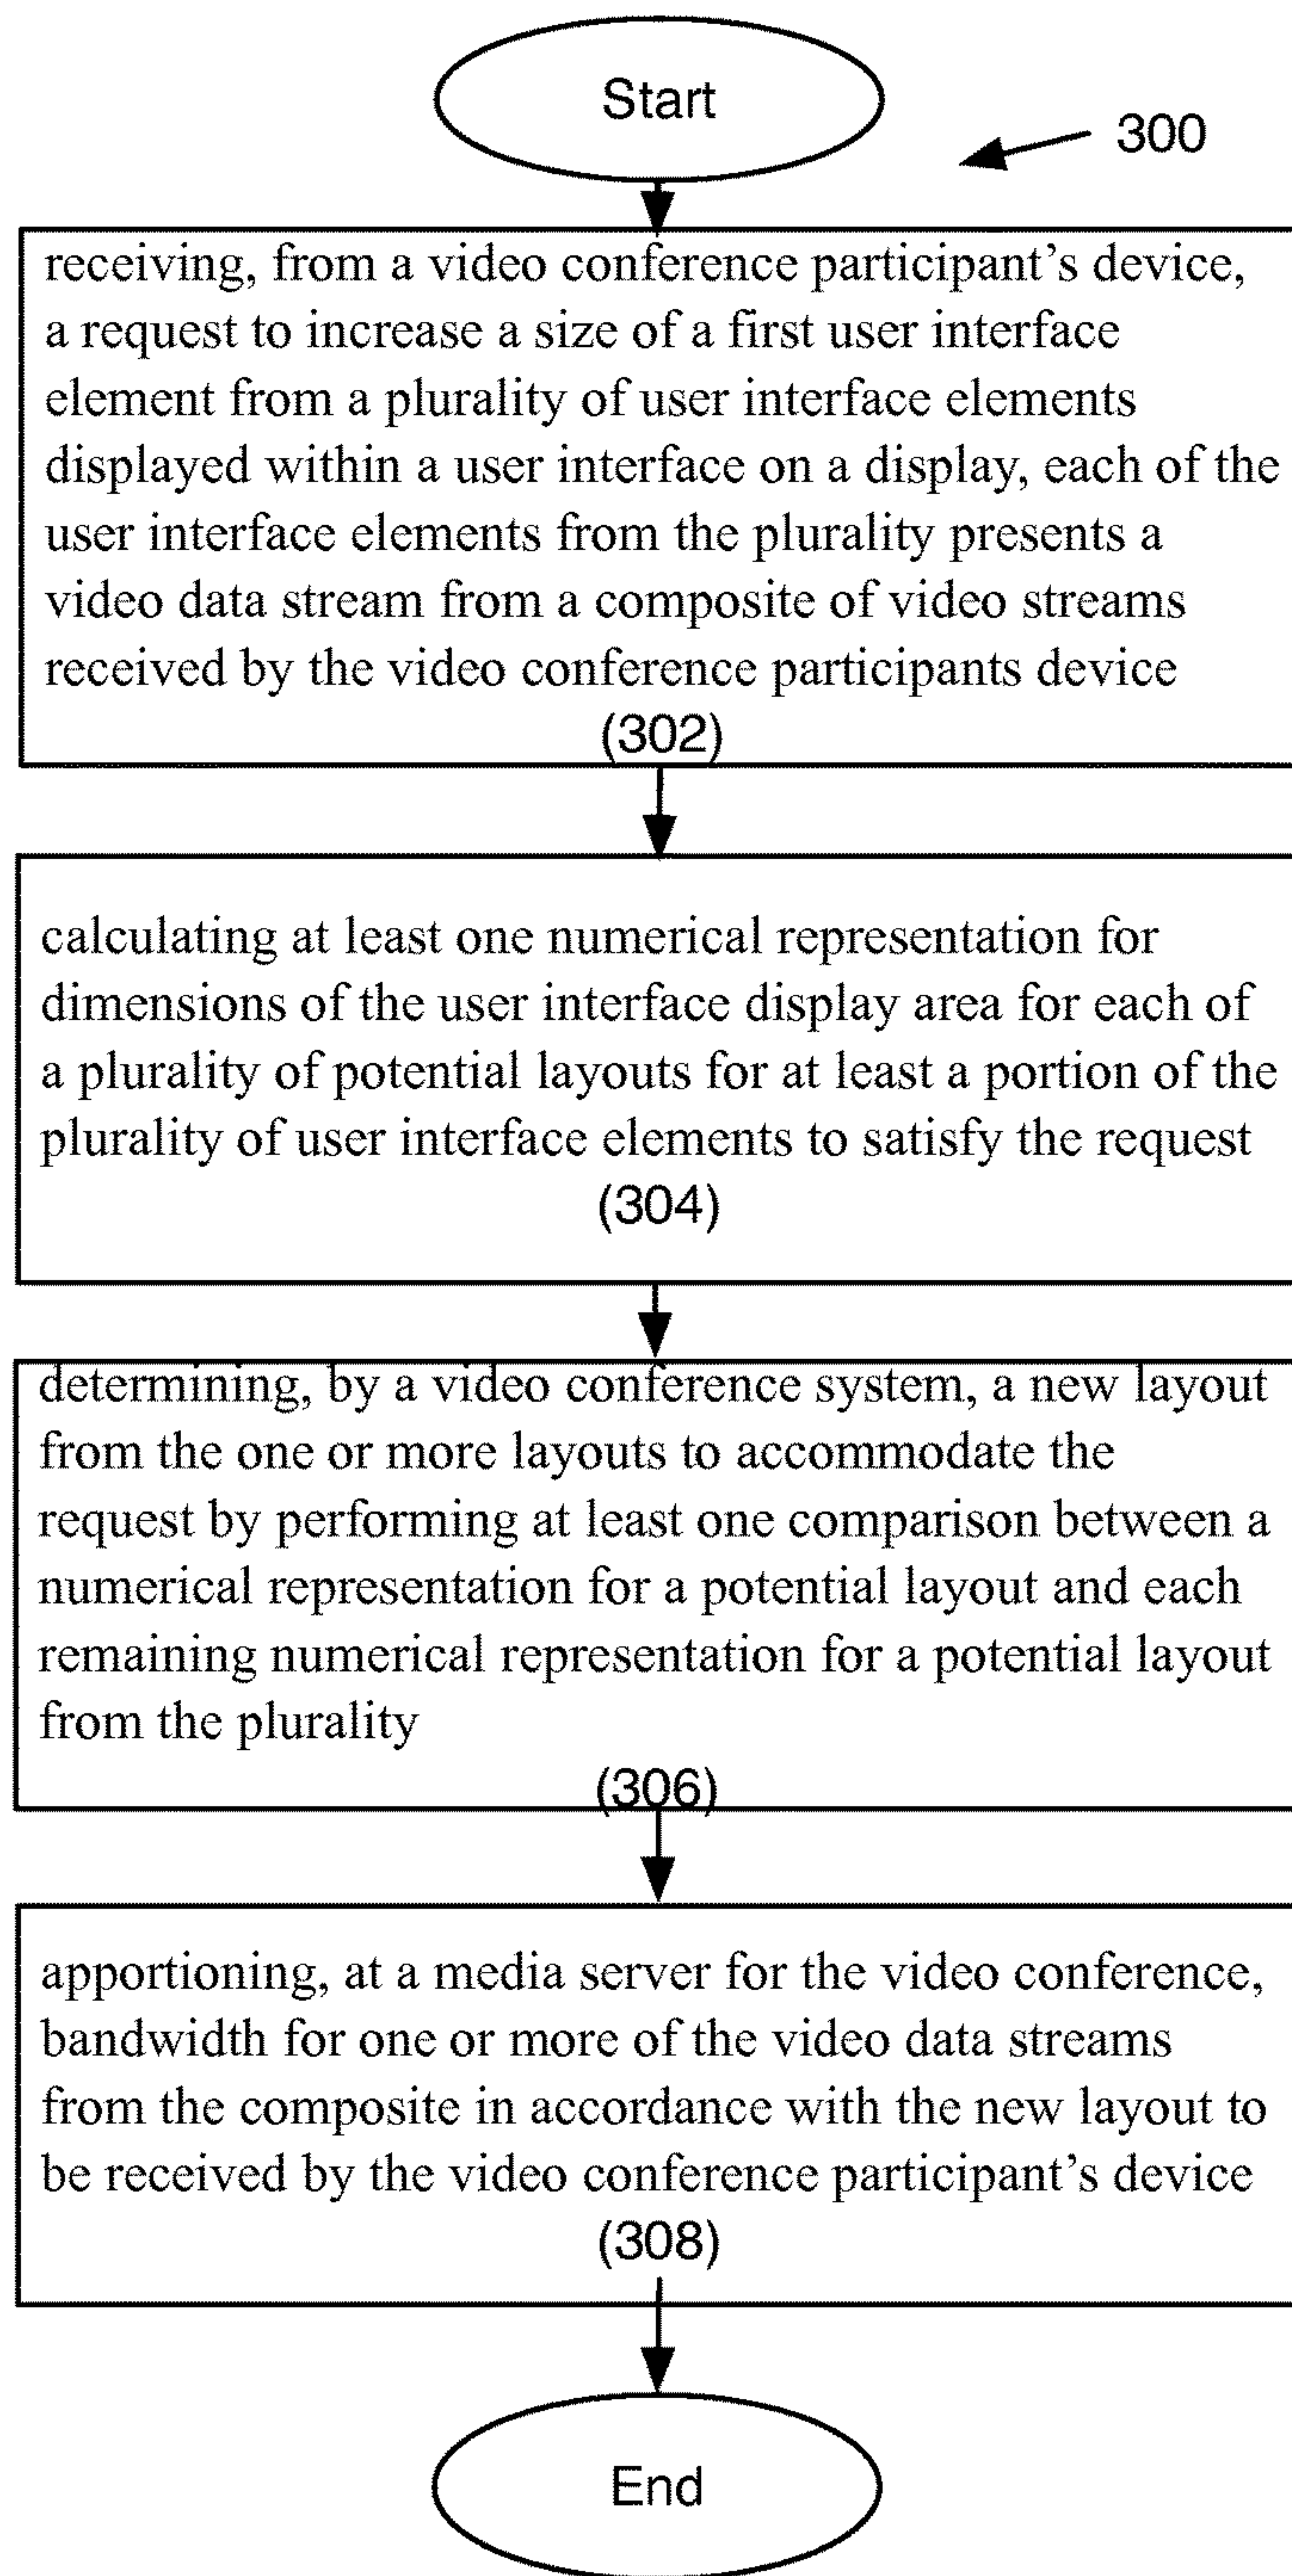 Start
300
receiving, from a video conference participant’s device,
a request to increase a size of a first user interface
element from a plurality of user interface elements
displayed within a user interface on a display, each of the
user interface elements from the plurality presents a
video data stream from a composite of video streams
received by the video conference participants device
(302)
calculating at least one numerical representation for
dimensions of the user interface display area for each of
a plurality of potential layouts for at least a portion of the
plurality of user interface elements to satisfy the request
(304)
determining, by a video conference system, a new layout
from the one or more layouts to accommodate the
request by performing at least one comparison between a
numerical representation for a potential layout and each
remaining numerical representation for a potential layout
from the plurality
(306)
apportioning, at a media server for the video conference,
bandwidth for one or more of the video data streams
from the composite in accordance with the new layout to
be received by the video conference participant’s device
(308)
End